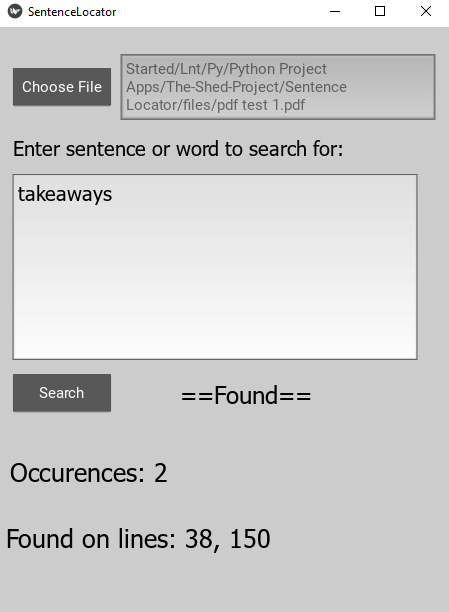 SentenceLocator
Choose File
Started/Lnt/Py/Python Project
Apps/The-Shed-Project/Sentence
Locator/files/pdf test 1.pdf
Enter sentence or word to search for:
takeaways
Search
==Found==
Occurences: 2
Found on lines: 38, 150